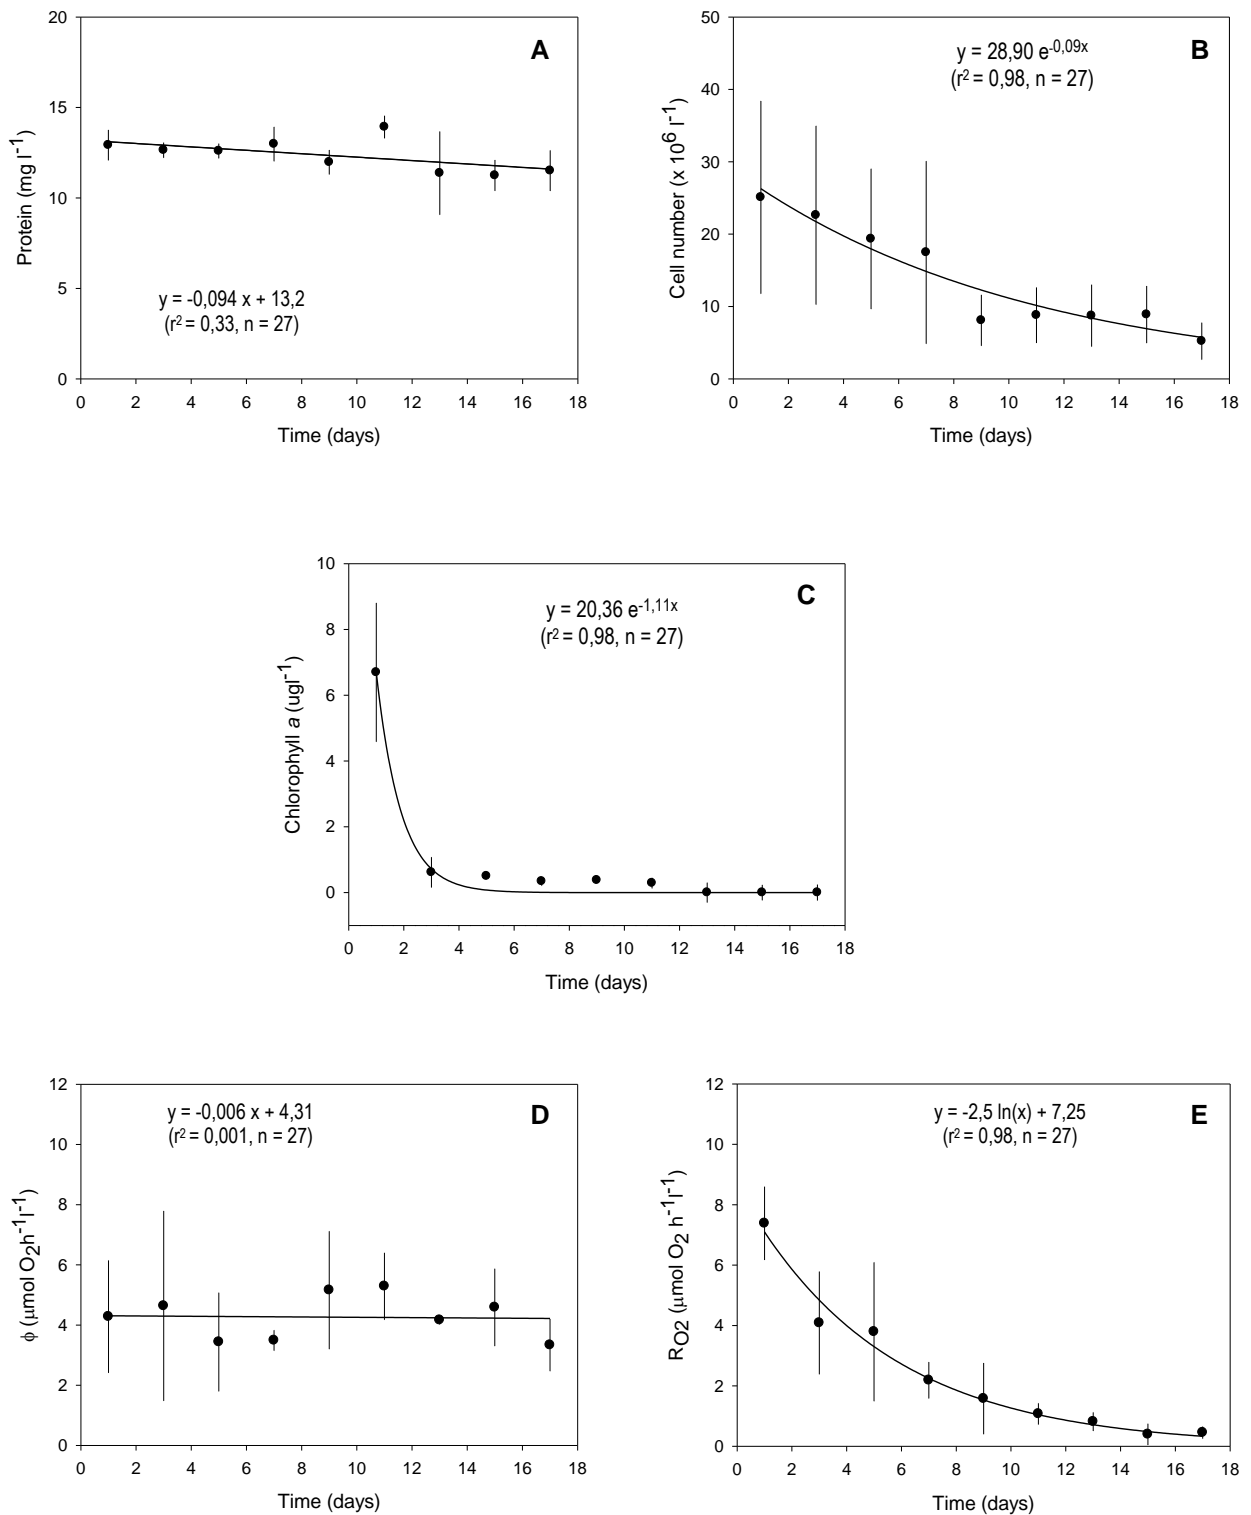 A
y = -0,094 x + 13,2
(r² = 0,33, n = 27)
Protein (mg l⁻¹)
20
15
10
5
0
0 2 4 6 8 10 12 14 16 18
Time (days)
B
y = 28,90 e⁻⁰,⁰⁹ˣ
(r² = 0,98, n = 27)
Cell number (x 10⁶ l⁻¹)
50
40
30
20
10
0
0 2 4 6 8 10 12 14 16 18
Time (days)
C
y = 20,36 e⁻¹,¹¹ˣ
(r² = 0,98, n = 27)
Chlorophyll a (ugl⁻¹)
10
8
6
4
2
0
0 2 4 6 8 10 12 14 16 18
Time (days)
D
y = -0,006 x + 4,31
(r² = 0,001, n = 27)
ϕ (μmol O₂h⁻¹l⁻¹)
12
10
8
6
4
2
0
0 2 4 6 8 10 12 14 16 18
Time (days)
E
y = -2,5 ln(x) + 7,25
(r² = 0,98, n = 27)
RO₂ (μmol O₂ h⁻¹l⁻¹)
12
10
8
6
4
2
0
0 2 4 6 8 10 12 14 16 18
Time (days)